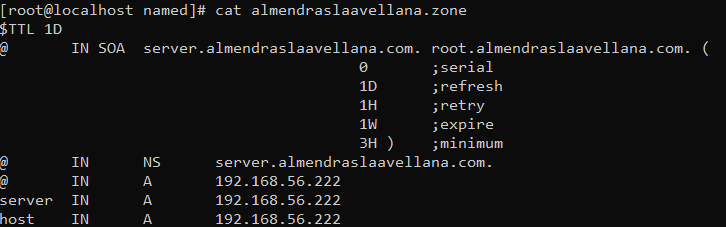 [root@localhost named]# cat almendraslaavellana.zone
$TTL 1D
@       IN SOA  server.almendraslaavellana.com. root.almendraslaavellana.com. (
                                        0       ;serial
                                        1D      ;refresh
                                        1H      ;retry
                                        1W      ;expire
                                        3H )    ;minimum
@       IN      NS      server.almendraslaavellana.com.
@       IN      A       192.168.56.222
server  IN      A       192.168.56.222
host    IN      A       192.168.56.222